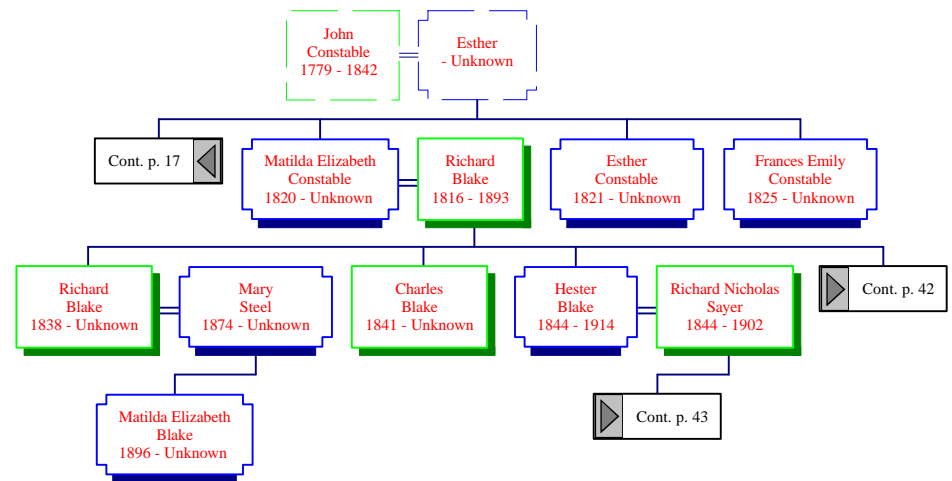 John
Constable
1779 - 1842
Esther
- Unknown
Cont. p. 17
Matilda Elizabeth
Constable
1820 - Unknown
Richard
Blake
1816 - 1893
Esther
Constable
1821 - Unknown
Frances Emily
Constable
1825 - Unknown
Richard
Blake
1838 - Unknown
Mary
Steel
1874 - Unknown
Charles
Blake
1841 - Unknown
Hester
Blake
1844 - 1914
Richard Nicholas
Sayer
1844 - 1902
Cont. p. 42
Matilda Elizabeth
Blake
1896 - Unknown
Cont. p. 43